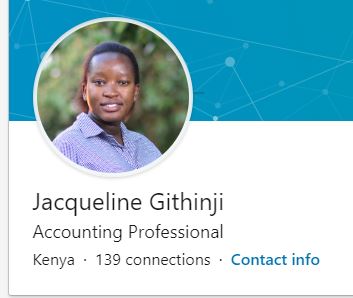 Jacqueline Githinji
Accounting Professional
Kenya · 139 connections · Contact info